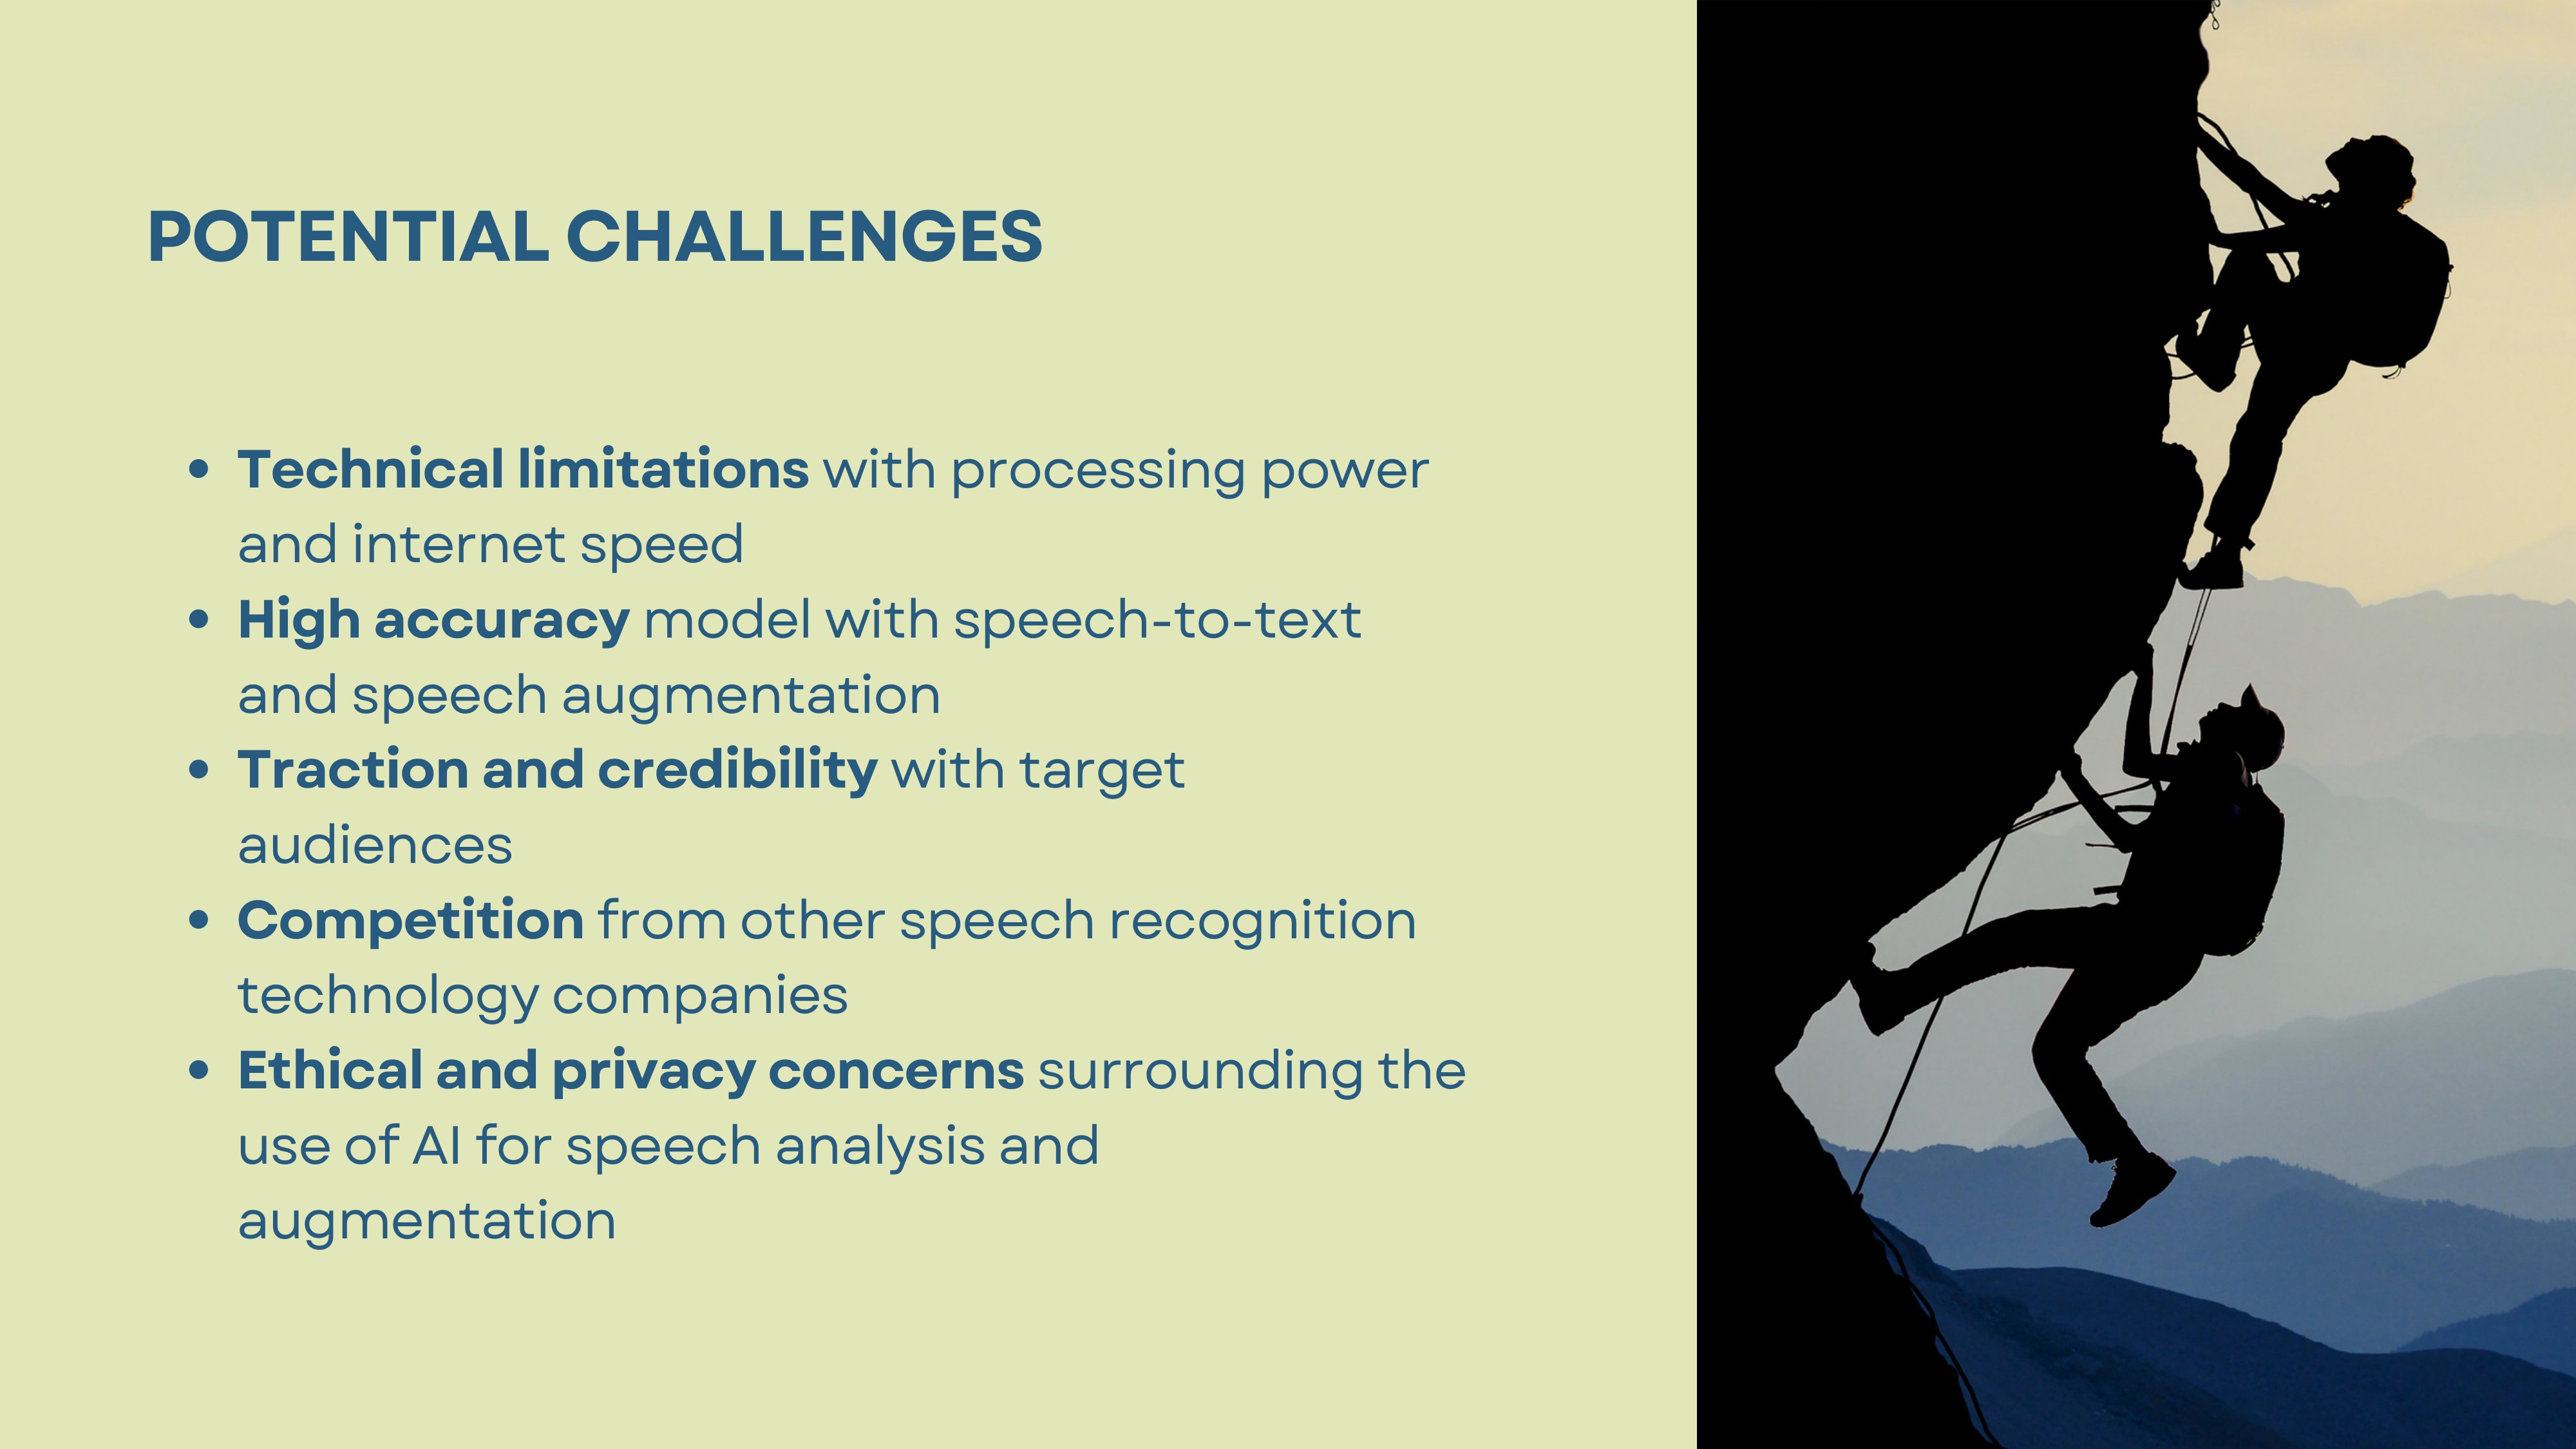 POTENTIAL CHALLENGES
• Technical limitations with processing power
and internet speed
• High accuracy model with speech-to-text
and speech augmentation
• Traction and credibility with target
audiences
• Competition from other speech recognition
technology companies
• Ethical and privacy concerns surrounding the
use of AI for speech analysis and
augmentation